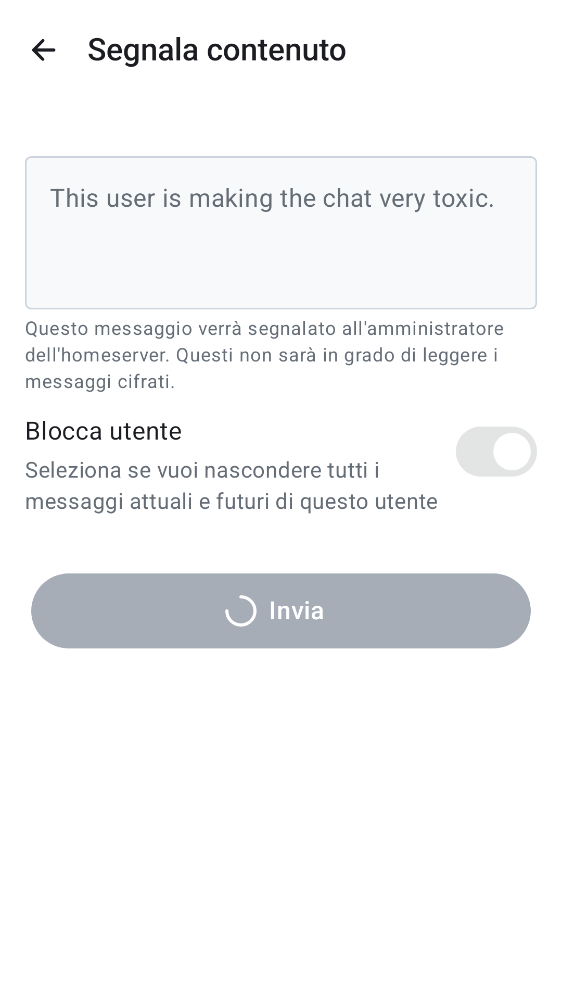 Segnala contenuto
This user is making the chat very toxic.
Questo messaggio verrà segnalato all'amministratore
dell'homeserver. Questi non sarà in grado di leggere i
messaggi cifrati.
Blocca utente
Seleziona se vuoi nascondere tutti i
messaggi attuali e futuri di questo utente
Invia